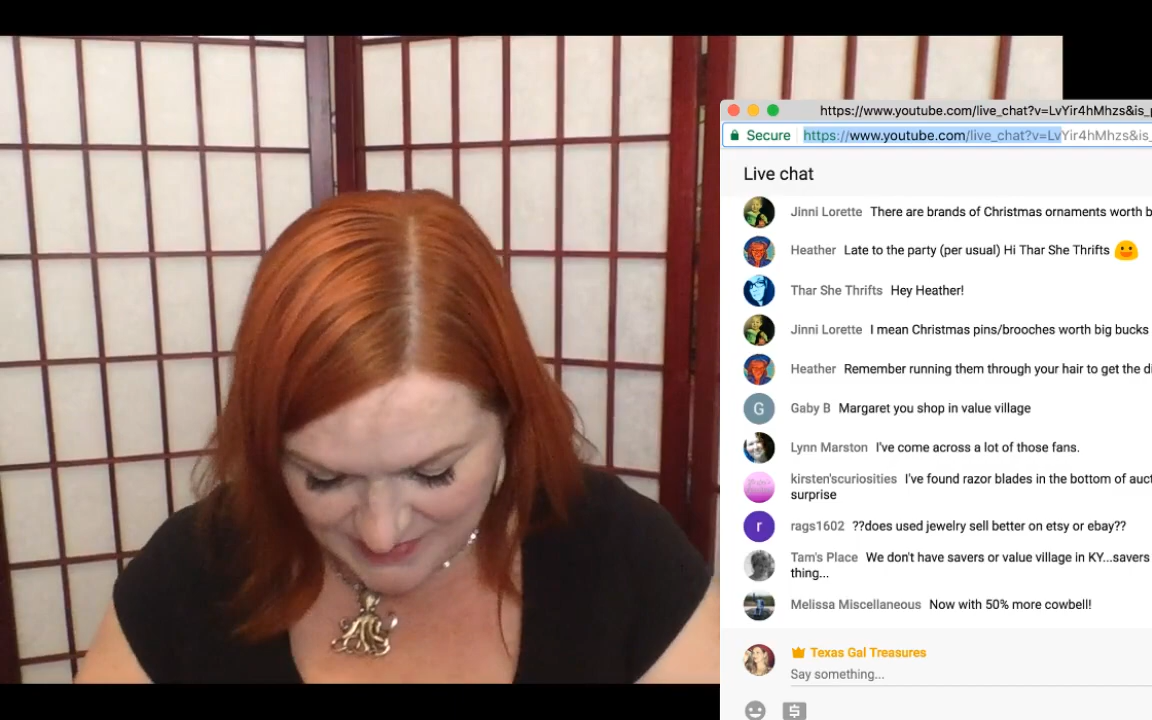 https://www.youtube.com/live_chat?v=LvYir4hMhzs&is_
Secure https://www.youtube.com/live_chat?v=LvYir4hMhzs&is_
Live chat
Jinni Lorette There are brands of Christmas ornaments worth b
Heather Late to the party (per usual) Hi Thar She Thrifts
Thar She Thrifts Hey Heather!
Jinni Lorette I mean Christmas pins/brooches worth big bucks
Heather Remember running them through your hair to get the di
G Gaby B Margaret you shop in value village
Lynn Marston I've come across a lot of those fans.
kirsten'scuriosities I've found razor blades in the bottom of auct
surprise
r rags1602 ??does used jewelry sell better on etsy or ebay??
Tam's Place We don't have savers or value village in KY...savers
thing...
Melissa Miscellaneous Now with 50% more cowbell!
Texas Gal Treasures
Say something...
$